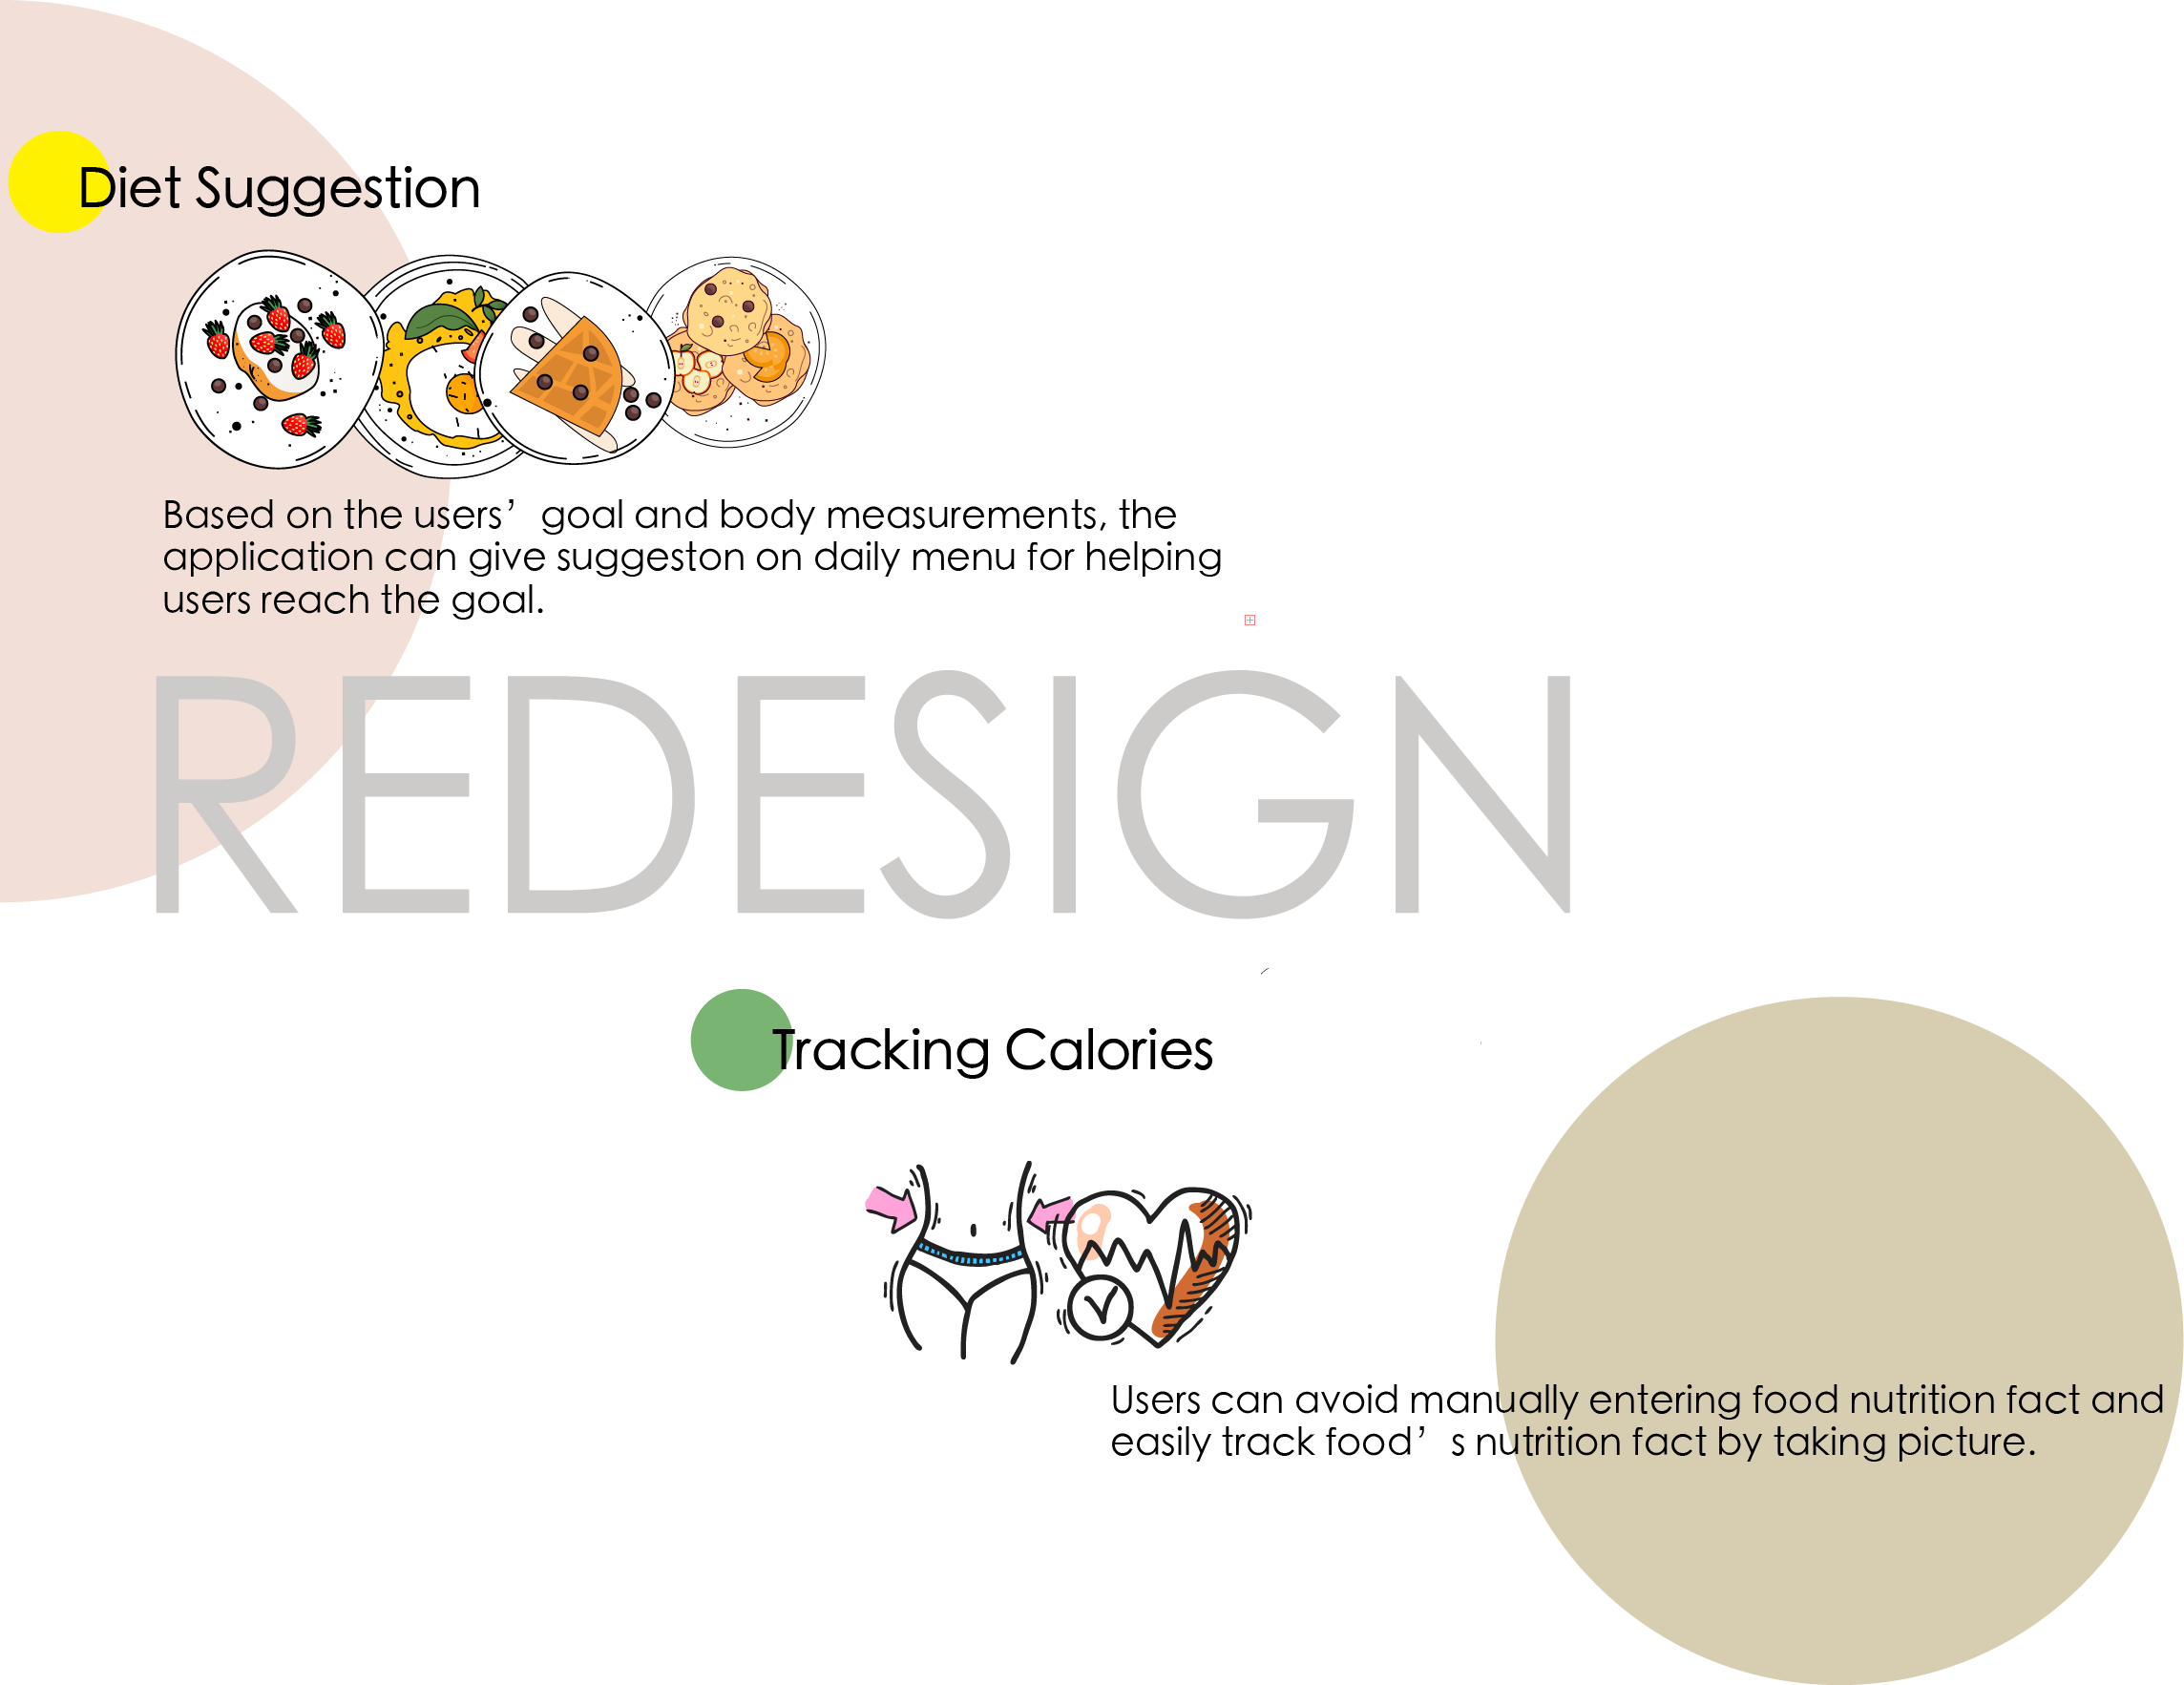 Diet Suggestion
Based on the users’ goal and body measurements, the
application can give suggeston on daily menu for helping
users reach the goal.
REDESIGN
Tracking Calories
Users can avoid manually entering food nutrition fact and
easily track food’ s nutrition fact by taking picture.